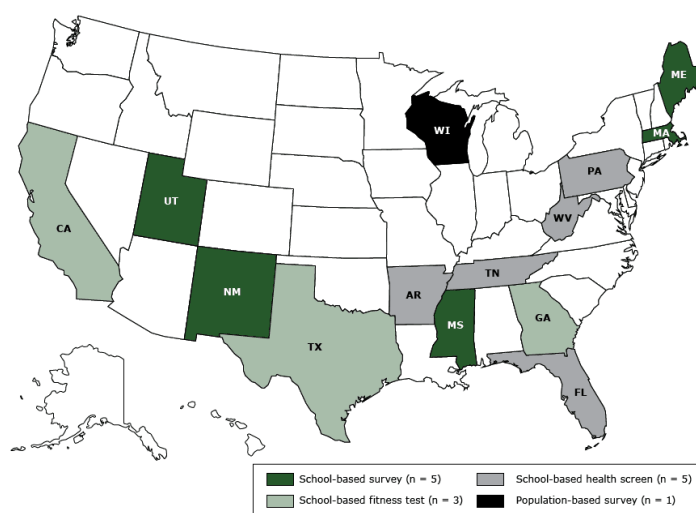 ME
WI
MA
PA
UT
WV
CA
TN
NM
AR
MS
GA
TX
FL
School-based survey (n = 5)
School-based health screen (n = 5)
School-based fitness test (n = 3)
Population-based survey (n = 1)